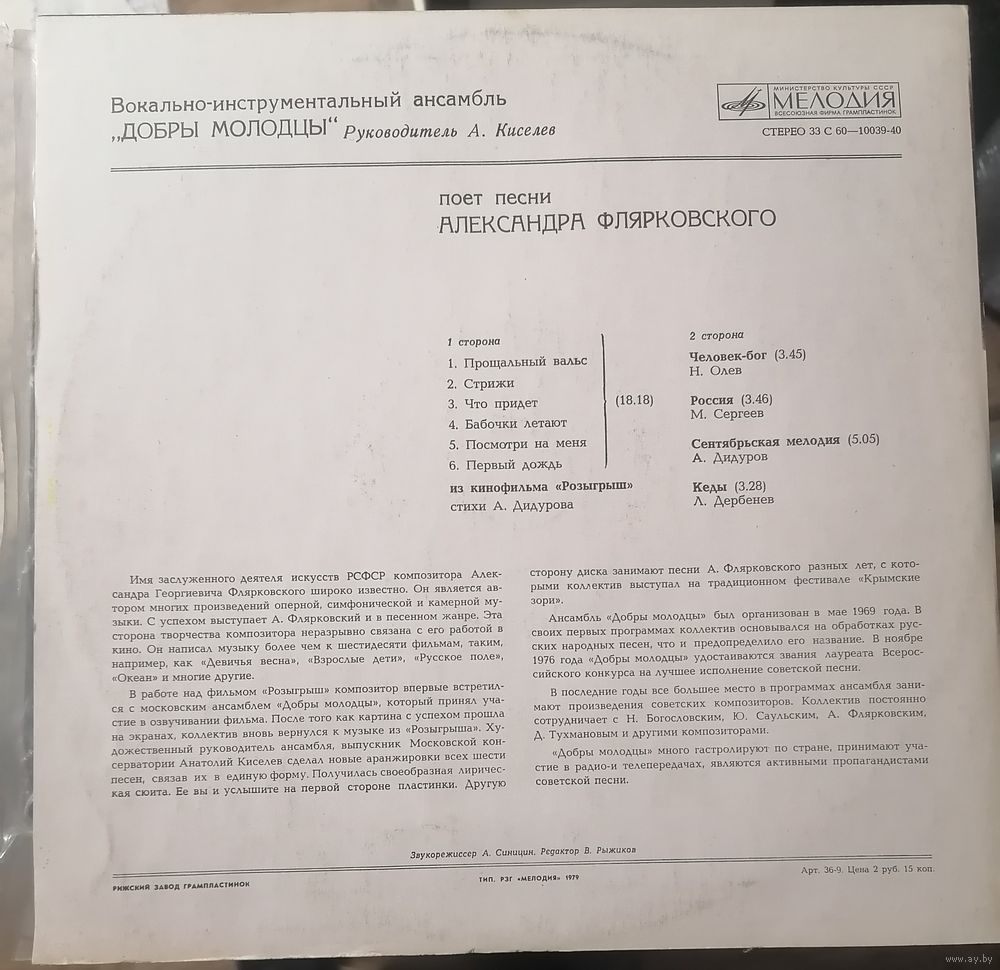 Вокально-инструментальный ансамбль
„ДОБРЫ МОЛОДЦЫ“ Руководитель А. Киселев
МИНИСТЕРСТВО КУЛЬТУРЫ СССР
МЕЛОДИЯ
ВСЕСОЮЗНАЯ ФИРМА ГРАМПЛАСТИНОК
СТЕРЕО 33 С 60—10039-40
поет песни
АЛЕКСАНДРА ФЛЯРКОВСКОГО
1 сторона
1. Прощальный вальс
2. Стрижи
3. Что придет
4. Бабочки летают
5. Посмотри на меня
6. Первый дождь
(18.18)
из кинофильма «Розыгрыш»
стихи А. Дидурова
2 сторона
Человек-бог (3.45)
Н. Олев
Россия (3.46)
М. Сергеев
Сентябрьская мелодия (5.05)
А. Дидуров
Кеды (3.28)
Л. Дербенев
Имя заслуженного деятеля искусств РСФСР композитора Алек-
сандра Георгиевича Флярковского широко известно. Он является ав-
тором многих произведений оперной, симфонической и камерной му-
зыки. С успехом выступает А. Флярковский и в песенном жанре. Эта
сторона творчества композитора неразрывно связана с его работой в
кино. Он написал музыку более чем к шестидесяти фильмам, таким,
например, как «Девичья весна», «Взрослые дети», «Русское поле»,
«Океан» и многие другие.
В работе над фильмом «Розыгрыш» композитор впервые встретил-
ся с московским ансамблем «Добры молодцы», который принял уча-
стие в озвучивании фильма. После того как картина с успехом прошла
на экранах, коллектив вновь вернулся к музыке из «Розыгрыша». Ху-
дожественный руководитель ансамбля, выпускник Московской кон-
серватории Анатолий Киселев сделал новые аранжировки всех шести
песен, связав их в единую форму. Получилась своеобразная лиричес-
кая сюита. Ее вы и услышите на первой стороне пластинки. Другую
сторону диска занимают песни А. Флярковского разных лет, с кото-
рыми коллектив выступал на традиционном фестивале «Крымские
зори».
Ансамбль «Добры молодцы» был организован в мае 1969 года. В
своих первых программах коллектив основывался на обработках рус-
ских народных песен, что и предопределило его название. В ноябре
1976 года «Добры молодцы» удостаиваются звания лауреата Всерос-
сийского конкурса на лучшее исполнение советской песни.
В последние годы все большее место в программах ансамбля зани-
мают произведения советских композиторов. Коллектив постоянно
сотрудничает с Н. Богословским, Ю. Саульским, А. Флярковским,
Д. Тухмановым и другими композиторами.
«Добры молодцы» много гастролируют по стране, принимают уча-
стие в радио-и телепередачах, являются активными пропагандистами
советской песни.
Звукорежиссер А. Синицин. Редактор В. Рыжиков
РИЖСКИЙ ЗАВОД ГРАМПЛАСТИНОК
ТИП. РЗГ «МЕЛОДИЯ» 1979
Арт. 36-9. Цена 2 руб. 15 коп.
www.ay.by